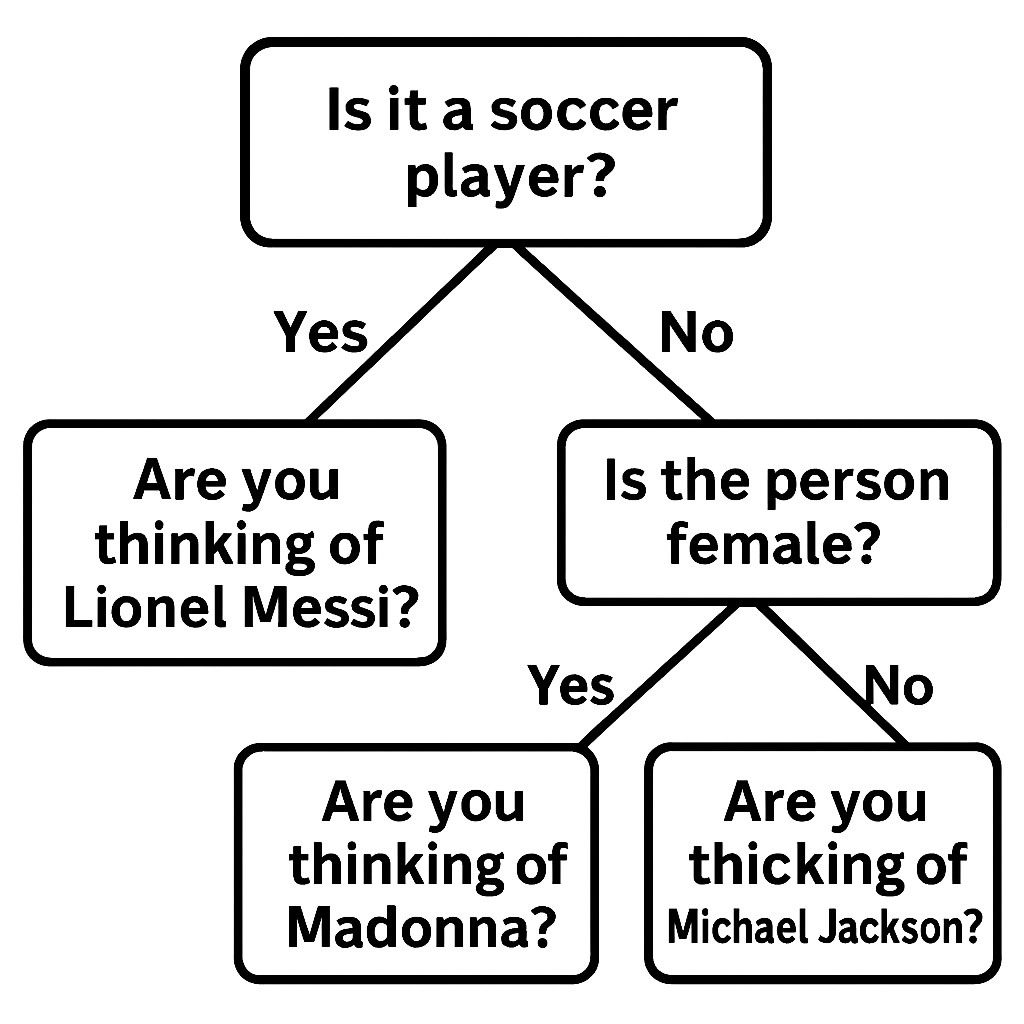 Is it a soccer
player?
Yes
No
Are you
thinking of
Lionel Messi?
Is the person
female?
Yes
No
Are you
thinking of
Madonna?
Are you
thicking of
Michael Jackson?